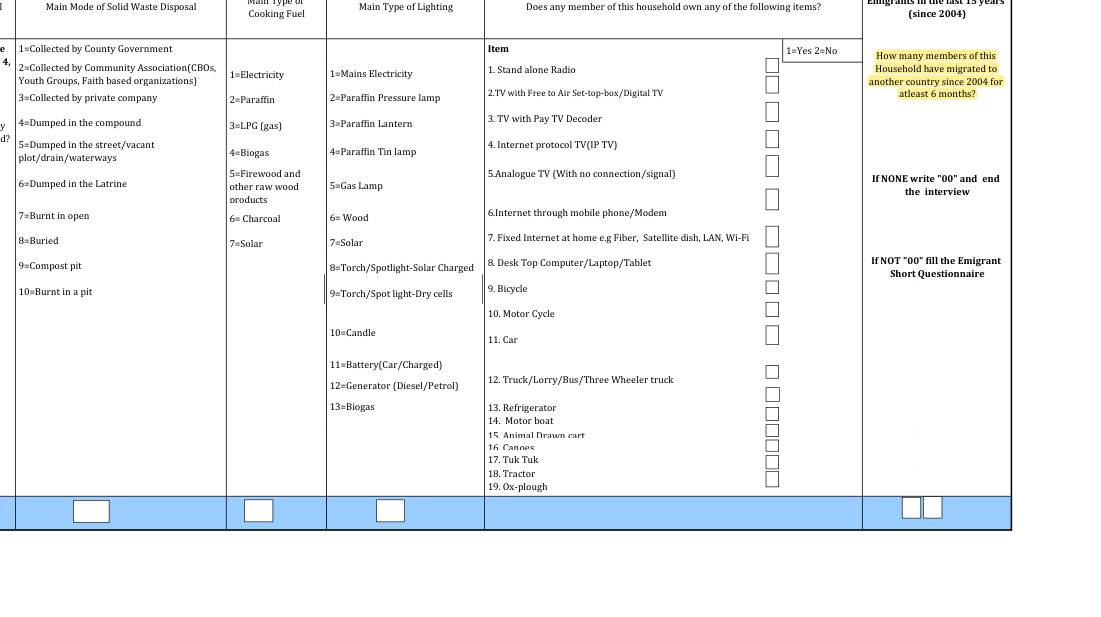 Main Mode of Solid Waste Disposal
Main Type of
Cooking Fuel
Main Type of Lighting
Does any member of this household own any of the following items?
Emigrants in the last 15 years
(since 2004)
4,
1=Collected by County Government
2=Collected by Community Association(CBOs,
Youth Groups, Faith based organizations)
3=Collected by private company
4=Dumped in the compound
5=Dumped in the street/vacant
plot/drain/waterways
6=Dumped in the Latrine
7=Burnt in open
8=Buried
9=Compost pit
10=Burnt in a pit
1=Electricity
2=Paraffin
3=LPG (gas)
4=Biogas
5=Firewood and
other raw wood
products
6= Charcoal
7=Solar
1=Mains Electricity
2=Paraffin Pressure lamp
3=Paraffin Lantern
4=Paraffin Tin lamp
5=Gas Lamp
6= Wood
7=Solar
8=Torch/Spotlight-Solar Charged
9=Torch/Spot light-Dry cells
10=Candle
11=Battery(Car/Charged)
12=Generator (Diesel/Petrol)
13=Biogas
Item
1=Yes 2=No
1. Stand alone Radio
2.TV with Free to Air Set-top-box/Digital TV
3. TV with Pay TV Decoder
4. Internet protocol TV(IP TV)
5.Analogue TV (With no connection/signal)
6.Internet through mobile phone/Modem
7. Fixed Internet at home e.g Fiber, Satellite dish, LAN, Wi-Fi
8. Desk Top Computer/Laptop/Tablet
9. Bicycle
10. Motor Cycle
11. Car
12. Truck/Lorry/Bus/Three Wheeler truck
13. Refrigerator
14. Motor boat
15. Animal Drawn cart
16. Canoes
17. Tuk Tuk
18. Tractor
19. Ox-plough
How many members of this
Household have migrated to
another country since 2004 for
atleast 6 months?
If NONE write "00" and end
the interview
If NOT "00" fill the Emigrant
Short Questionnaire